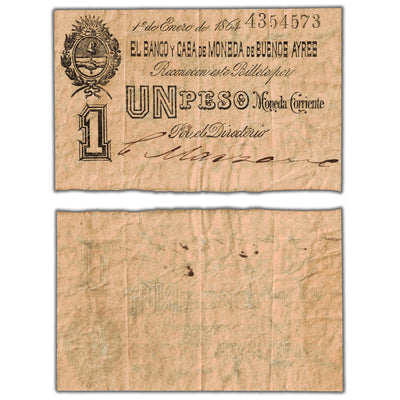 1º de Enero de 1864 4354573
EL BANCO Y CASA DE MONEDA DE BUENOS AYRES
Reconocen este Billete por
1 UN PESO Moneda Corriente
Por el Directorio